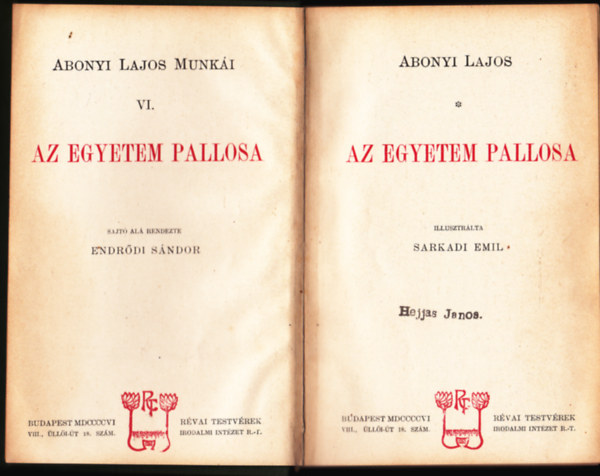 ABONYI LAJOS MUNKÁI
VI.
AZ EGYETEM PALLOSA
SAJTÓ ALÁ RENDEZTE
ENDRŐDI SÁNDOR
BUDAPEST MDCCCCVI
VIII., ÜLLŐI-ÚT 18. SZÁM.
RÉVAI TESTVÉREK
IRODALMI INTÉZET R.-T.
ABONYI LAJOS
*
AZ EGYETEM PALLOSA
ILLUSZTRÁLTA
SARKADI EMIL
Hejjas Janos.
BUDAPEST MDCCCCVI
VIII., ÜLLŐI-ÚT 18. SZÁM.
RÉVAI TESTVÉREK
IRODALMI INTÉZET R.-T.